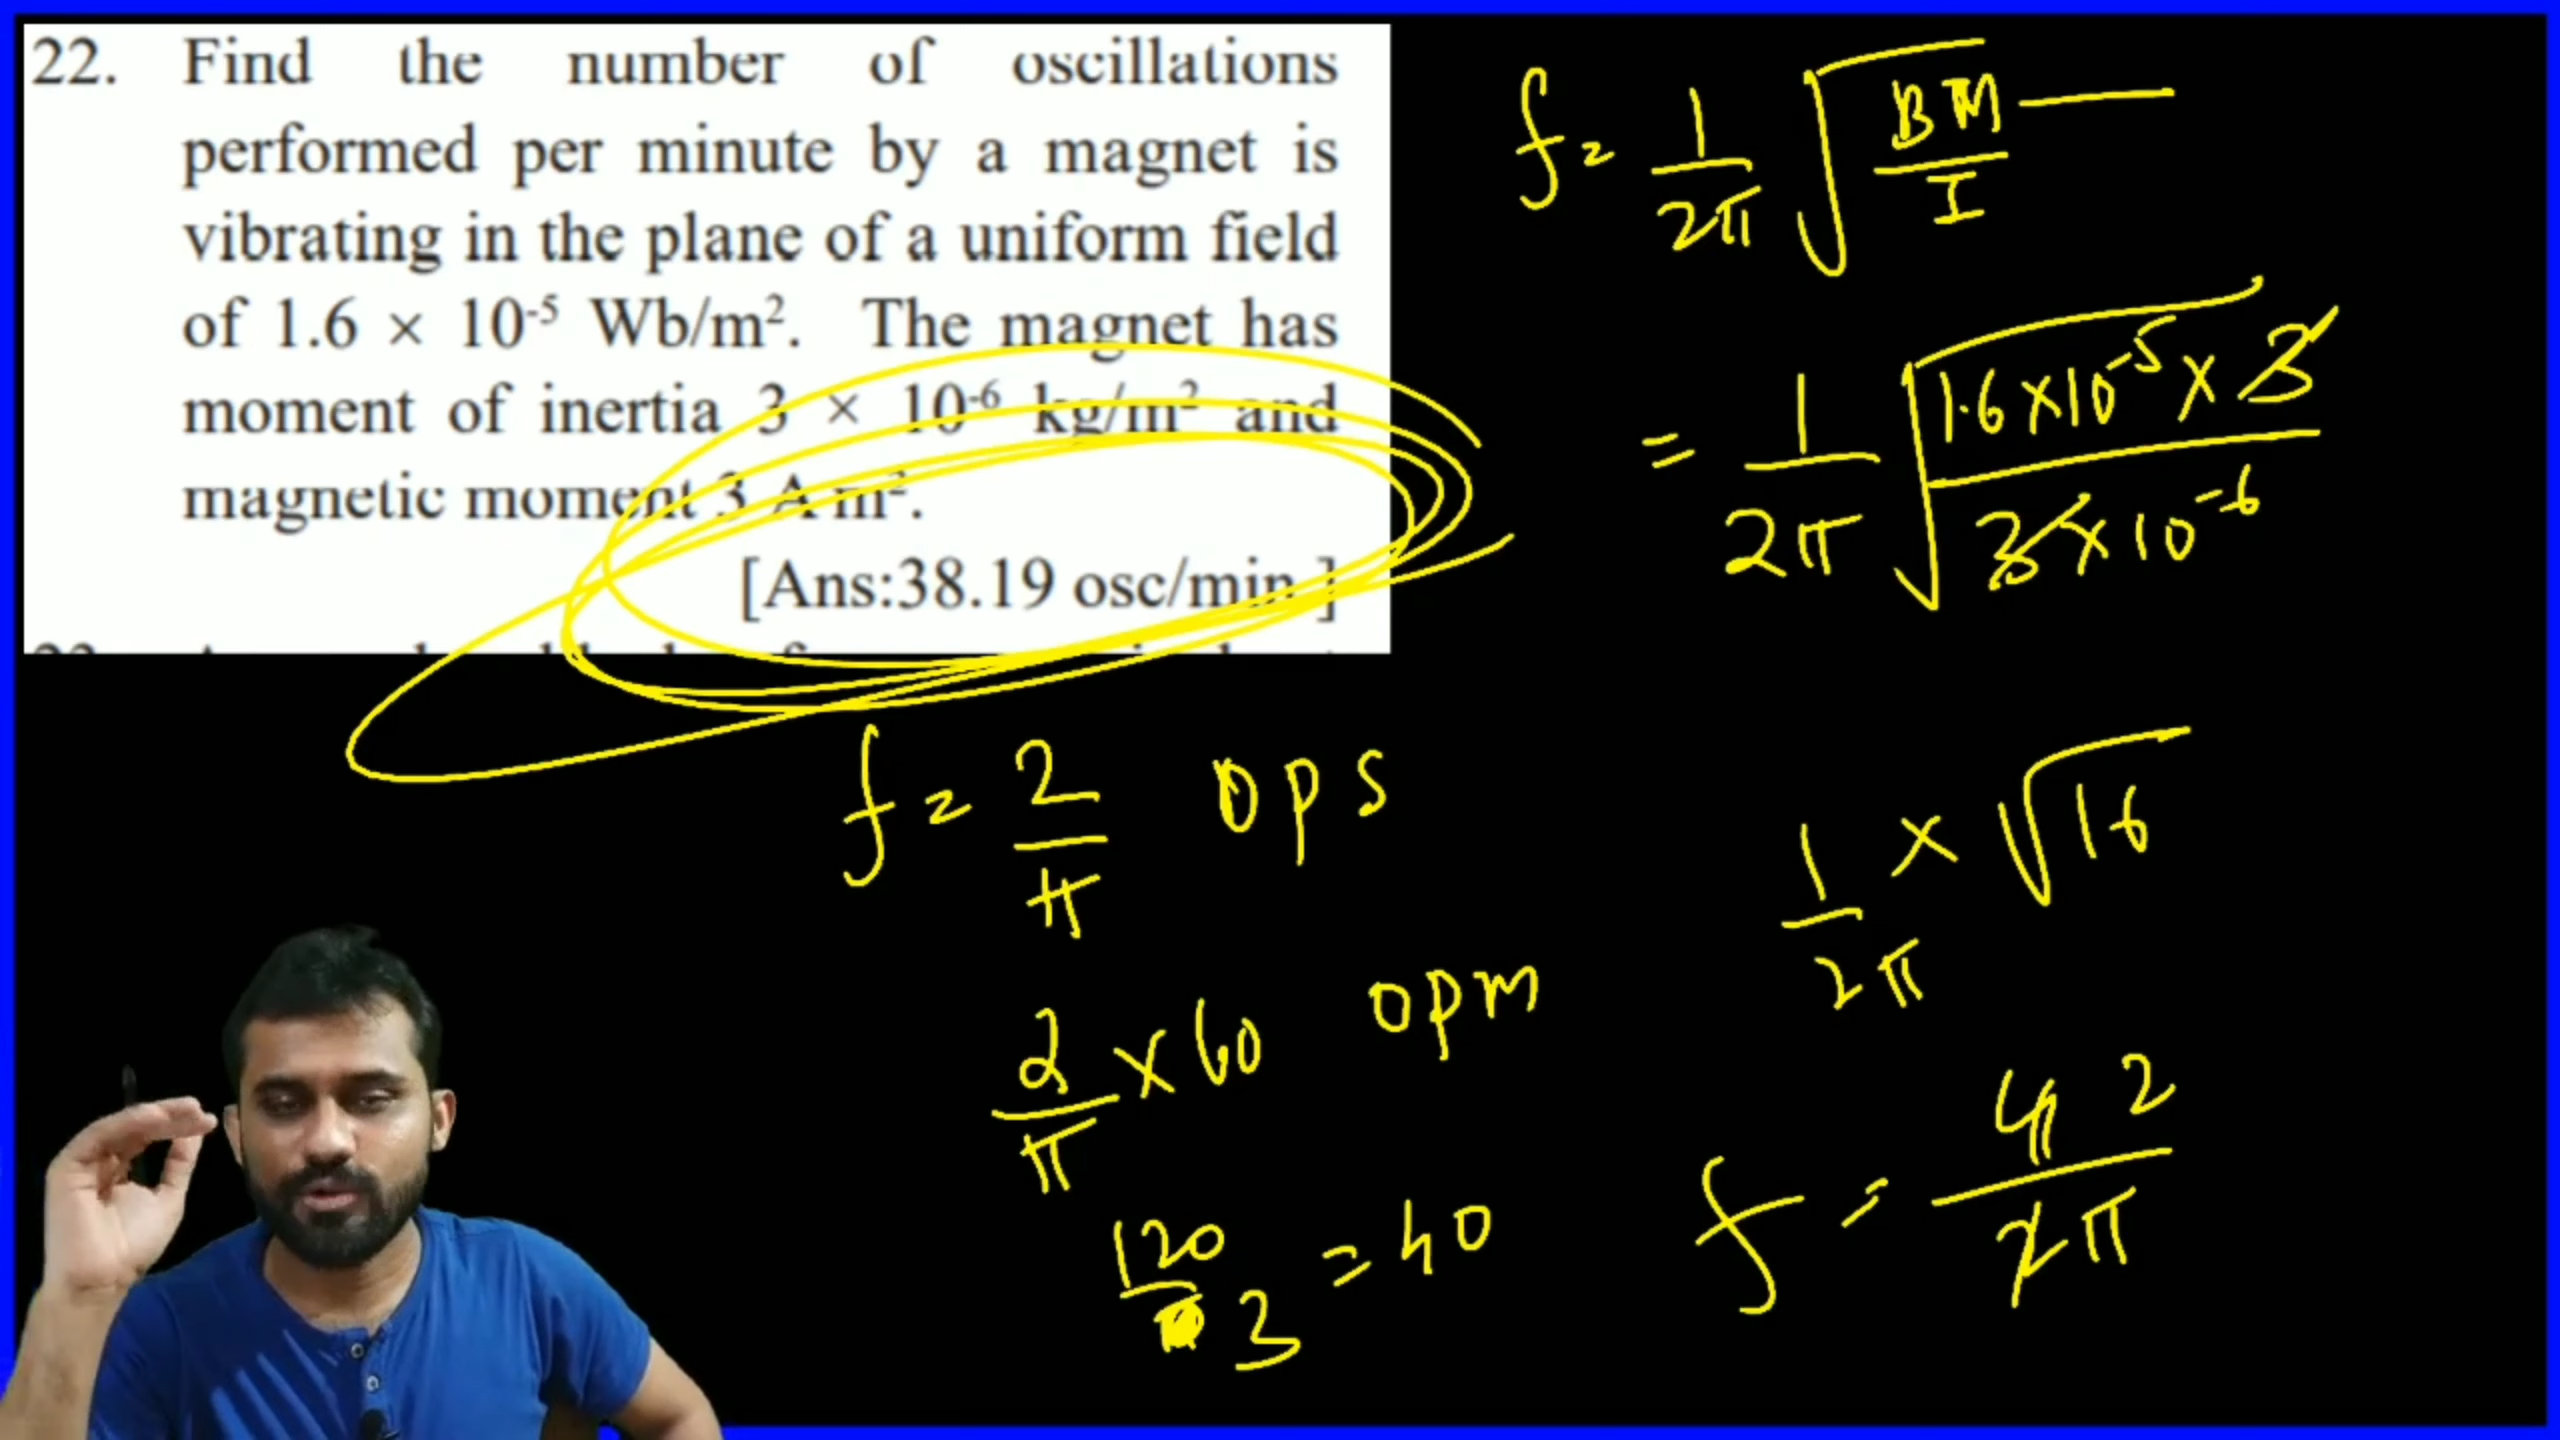 22. Find the number of oscillations
performed per minute by a magnet is
vibrating in the plane of a uniform field
of 1.6 × 10⁻⁵ Wb/m². The magnet has
moment of inertia 3 × 10⁻⁶ kg/m² and
magnetic moment 3 A m².
[Ans:38.19 osc/min ]
f = 1/2π √(BM/I)
= 1/2π √(1.6×10⁻⁵ × 3 / 3×10⁻⁶)
1/2π × √16
f = 4 2 / 2π
f = 2/π ops
2/π × 60 opm
120/3 = 40